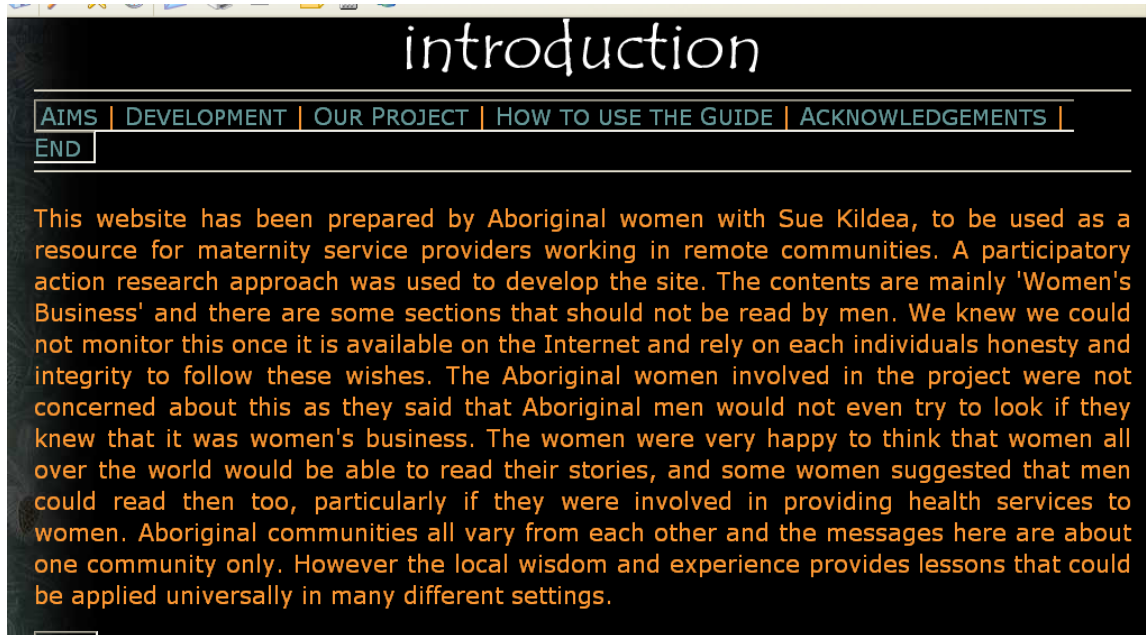 introduction
AIMS | DEVELOPMENT | OUR PROJECT | HOW TO USE THE GUIDE | ACKNOWLEDGEMENTS |
END
This website has been prepared by Aboriginal women with Sue Kildea, to be used as a
resource for maternity service providers working in remote communities. A participatory
action research approach was used to develop the site. The contents are mainly 'Women's
Business' and there are some sections that should not be read by men. We knew we could
not monitor this once it is available on the Internet and rely on each individuals honesty and
integrity to follow these wishes. The Aboriginal women involved in the project were not
concerned about this as they said that Aboriginal men would not even try to look if they
knew that it was women's business. The women were very happy to think that women all
over the world would be able to read their stories, and some women suggested that men
could read then too, particularly if they were involved in providing health services to
women. Aboriginal communities all vary from each other and the messages here are about
one community only. However the local wisdom and experience provides lessons that could
be applied universally in many different settings.